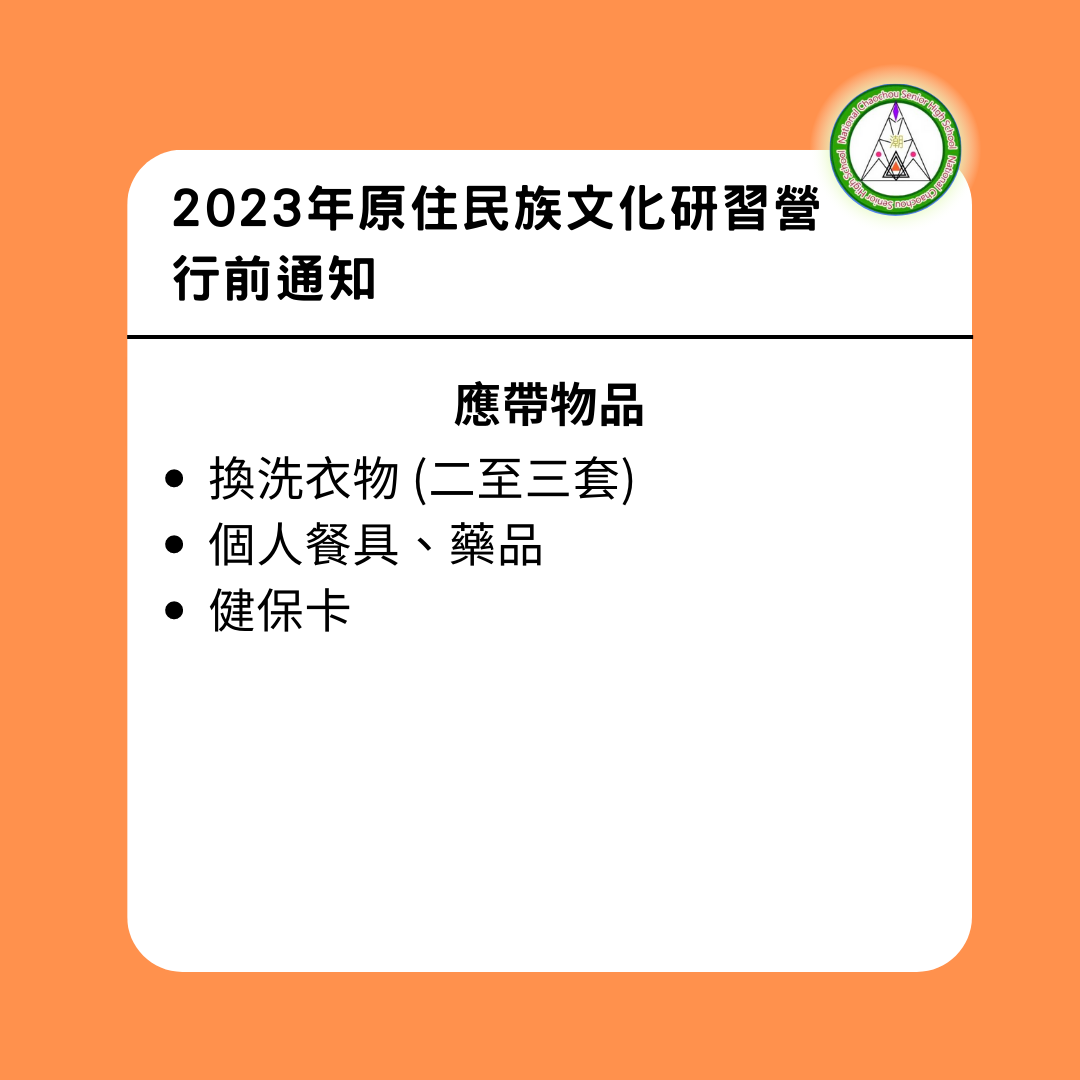 National Chaochou Senior High School National Chaochou Senior High School
潮
2023年原住民族文化研習營
行前通知
應帶物品
• 換洗衣物 (二至三套)
• 個人餐具、藥品
• 健保卡